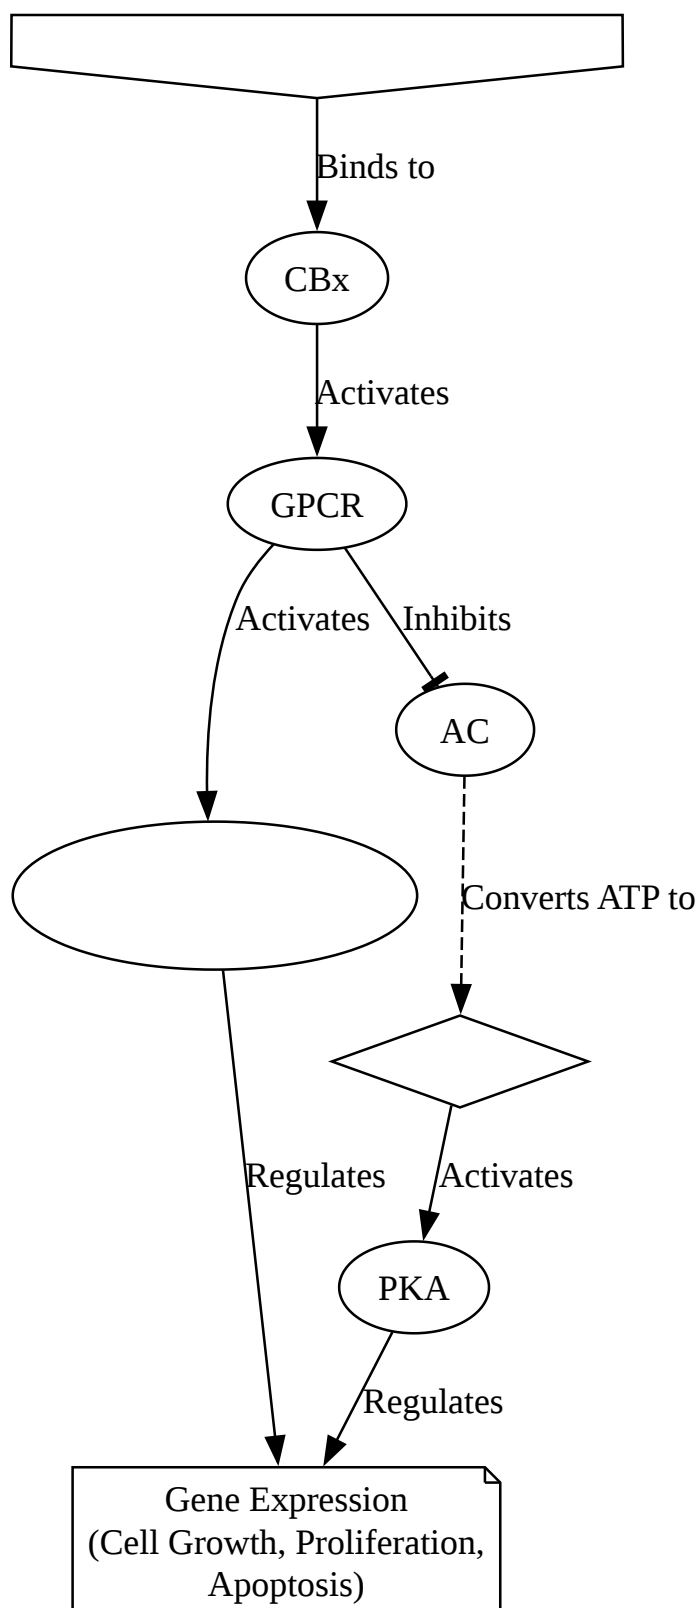 Binds to
CBx
Activates
GPCR
Activates
Inhibits
AC
Converts ATP to
Regulates
Activates
PKA
Regulates
Gene Expression
(Cell Growth, Proliferation,
Apoptosis)